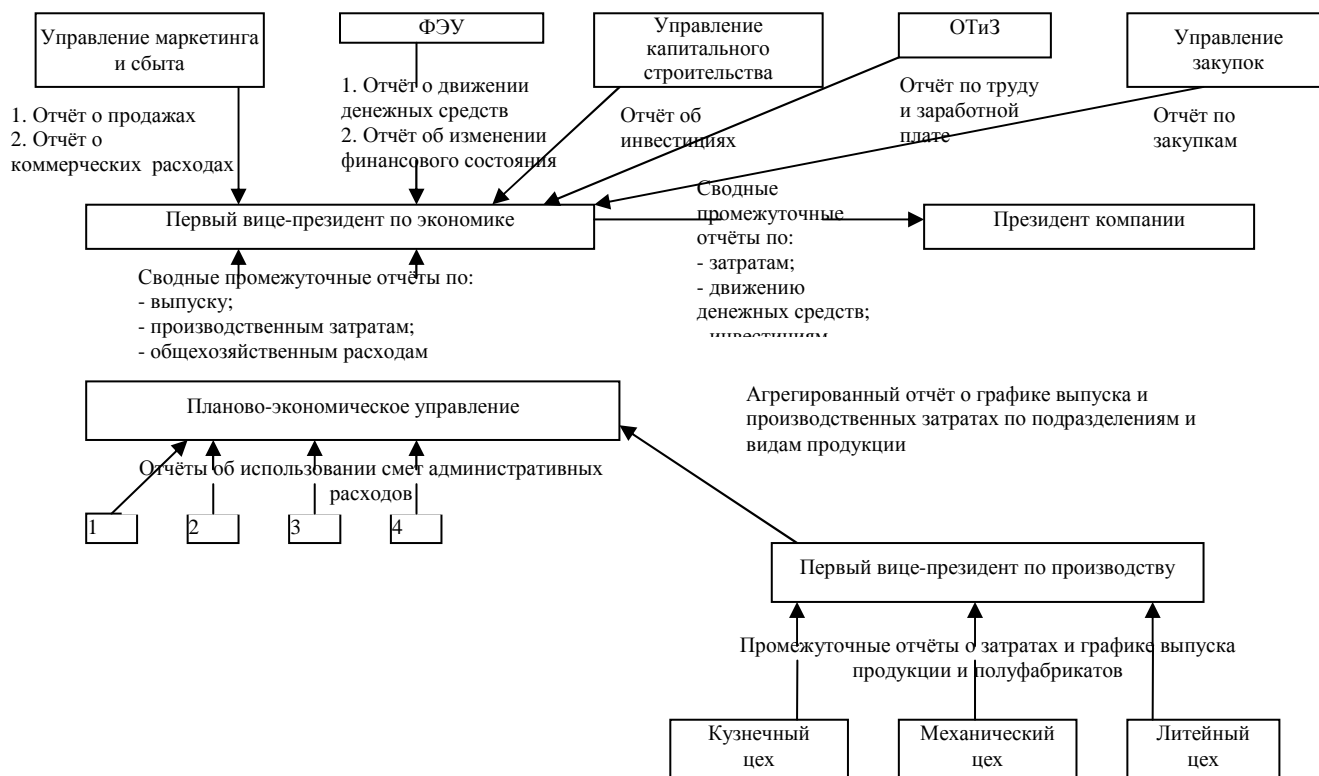 Управление маркетинга
и сбыта
ФЭУ
Управление
капитального
строительства
ОТиЗ
Управление
закупок
1. Отчёт о продажах
2. Отчёт о
коммерческих расходах
1. Отчёт о движении
денежных средств
2. Отчёт об изменении
финансового состояния
Отчёт об
инвестициях
Отчёт по труду
и заработной
плате
Отчёт по
закупкам
Первый вице-президент по экономике
Сводные
промежуточные
отчёты по:
- затратам;
- движению
денежных средств;
- инвестициям
Президент компании
Сводные промежуточные отчёты по:
- выпуску;
- производственным затратам;
- общехозяйственным расходам
Планово-экономическое управление
Агрегированный отчёт о графике выпуска и
производственных затратах по подразделениям и
видам продукции
Отчёты об использовании смет административных
расходов
1
2
3
4
Первый вице-президент по производству
Промежуточные отчёты о затратах и графике выпуска
продукции и полуфабрикатов
Кузнечный
цех
Механический
цех
Литейный
цех